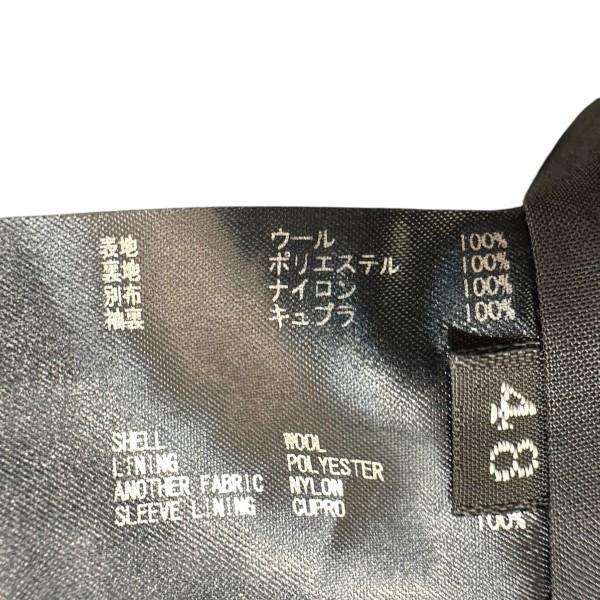 表地 ウール 100%
裏地 ポリエステル 100%
別布 ナイロン 100%
袖裏 キュプラ 100%
48
SHELL WOOL
LINING POLYESTER
ANOTHER FABRIC NYLON
SLEEVE LINING CUPRO 100%